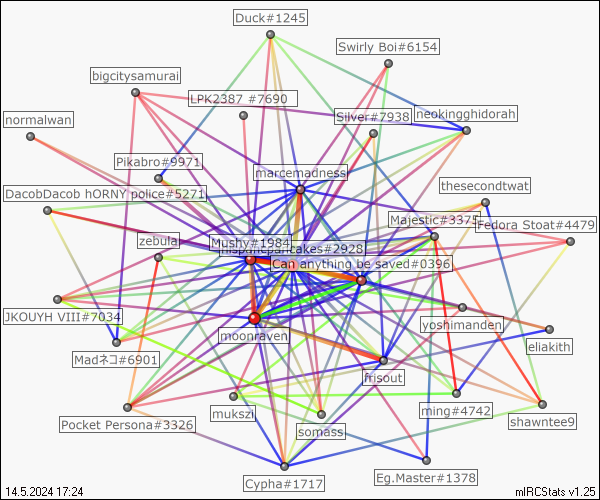 Duck#1245
Swirly Boi#6154
bigcitysamurai
LPK2387 #7690
Silver#7938
neokingghidorah
normalwan
Pikabro#9971
marcemadness
thesecondtwat
DacobDacob hORNY police#5271
Majestic#3375
Fedora Stoat#4479
zebula
Mushy#1984
pancakes#2928
Can anything be saved#0396
JKOUYH VIII#7034
moonraven
yoshimanden
eliakith
Madネコ#6901
frisout
mukszi
ming#4742
shawntee9
Pocket Persona#3326
somass
Eg.Master#1378
Cypha#1717
14.5.2024 17:24
mIRCStats v1.25